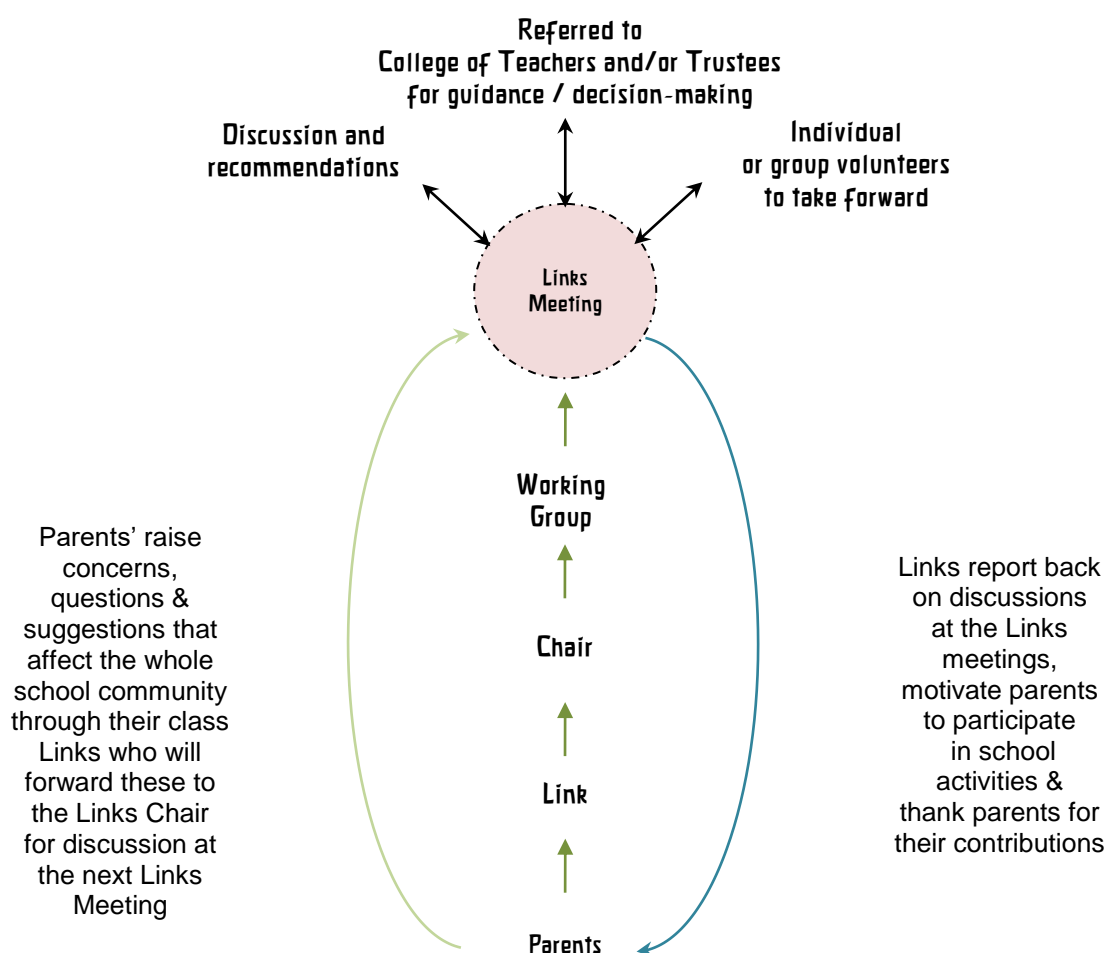 Referred to
College of Teachers and/or Trustees
for guidance / decision-making
Discussion and
recommendations
Individual
or group volunteers
to take forward
Links
Meeting
Working
Group
Chair
Link
Parents
Parents’ raise
concerns,
questions &
suggestions that
affect the whole
school community
through their class
Links who will
forward these to
the Links Chair
for discussion at
the next Links
Meeting
Links report back
on discussions
at the Links
meetings,
motivate parents
to participate
in school
activities &
thank parents for
their contributions